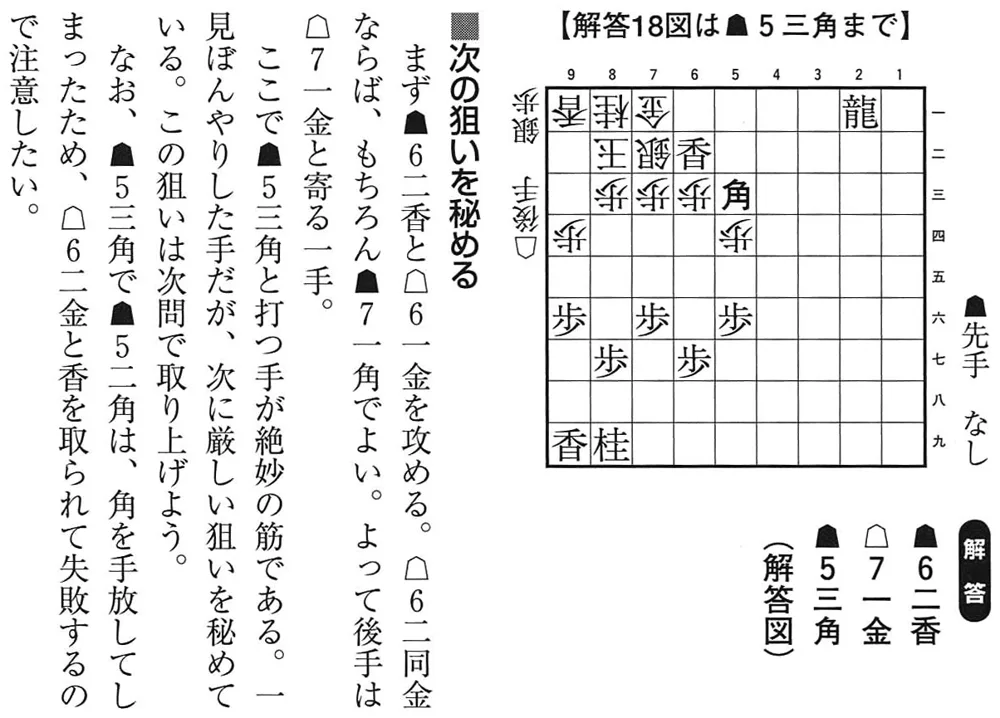 【解答18図は☗5三角まで】
9 8 7 6 5 4 3 2 1
香 桂 金 龍 一
王 銀 香 二
歩 歩 歩 角 三
歩 歩 四
五
歩 歩 歩 六
歩 歩 七
八
香 桂 九
☗先手 なし
☖後手 銀歩
解答
☗6二香
☖7一金
☗5三角
(解答図)
■次の狙いを秘める
まず☗6二香と☖6一金を攻める。☖6二同金
ならば、もちろん☗7一角でよい。よって後手は
☖7一金と寄る一手。
ここで☗5三角と打つ手が絶妙の筋である。一
見ぼんやりした手だが、次に厳しい狙いを秘めて
いる。この狙いは次問で取り上げよう。
なお、☗5三角で☗5二角は、角を手放してし
まったため、☖6二金と香を取られて失敗するの
で注意したい。